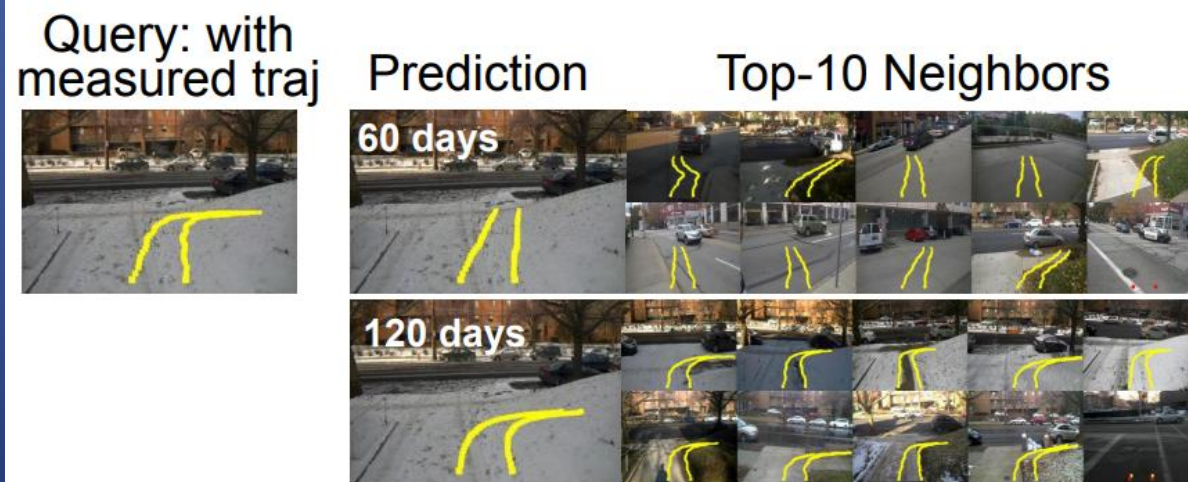 Query: with
measured traj
Prediction
Top-10 Neighbors
60 days
120 days